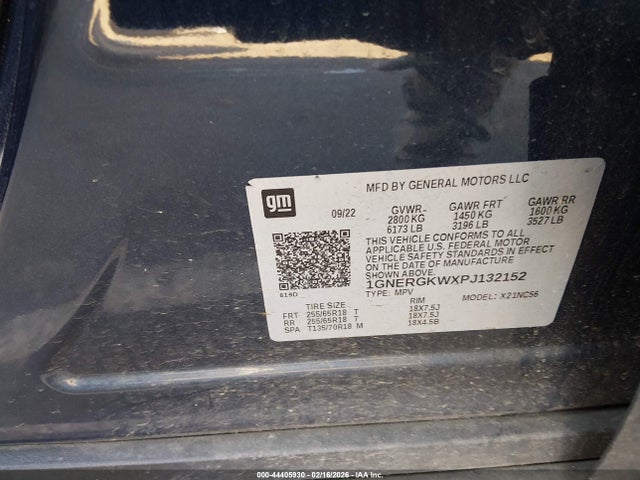 MFD BY GENERAL MOTORS LLC
gm
09/22
GVWR GAWR FRT GAWR RR
2800 KG 1450 KG 1600 KG
6173 LB 3196 LB 3527 LB
THIS VEHICLE CONFORMS TO ALL
APPLICABLE U.S. FEDERAL MOTOR
VEHICLE SAFETY STANDARDS IN EFFECT
ON THE DATE OF MANUFACTURE
SHOWN ABOVE.
1GNERGKWXPJ132152
TYPE: MPV MODEL: X21NC56
TIRE SIZE RIM
FRT 255/65R18 T 18X7.5J
RR 255/65R18 T 18X7.5J
SPA T135/70R18 M 18X4.5B
000-44405930 - 02/16/2026 - IAA Holdings, LLC